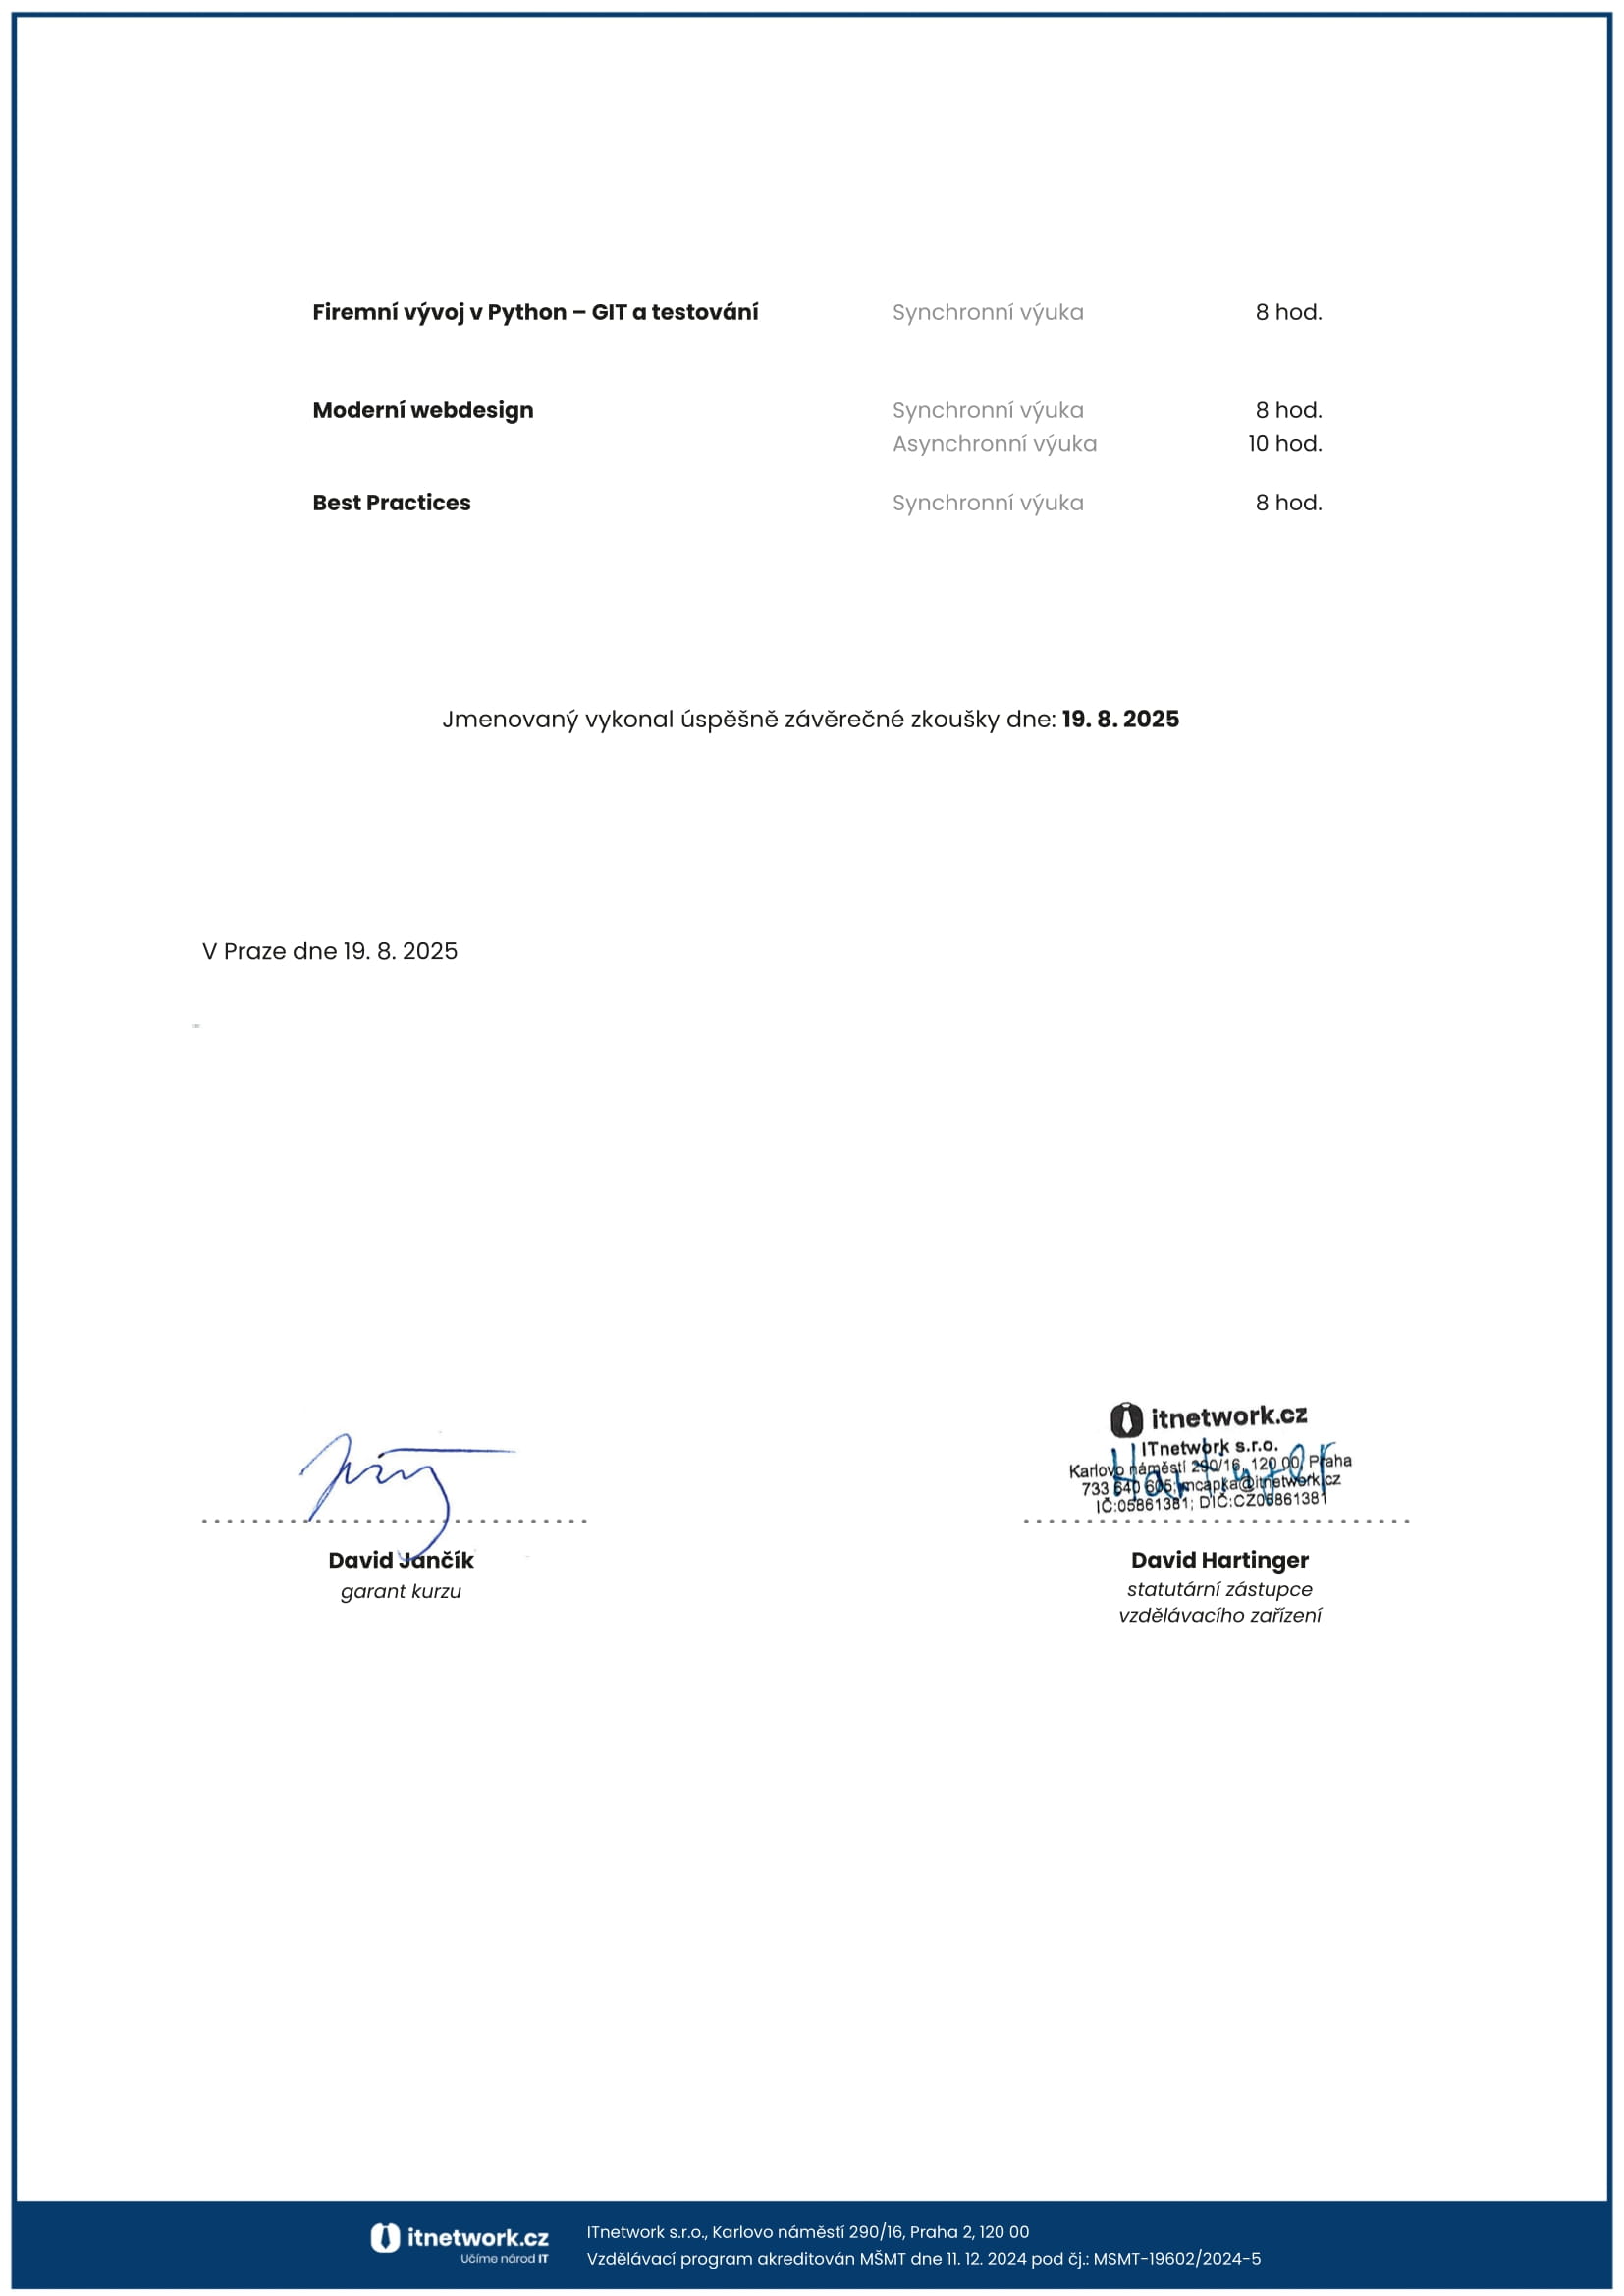 Firemní vývoj v Python – GIT a testování Synchronní výuka 8 hod.
Moderní webdesign Synchronní výuka 8 hod.
Asynchronní výuka 10 hod.
Best Practices Synchronní výuka 8 hod.
Jmenovaný vykonal úspěšně závěrečné zkoušky dne: 19. 8. 2025
V Praze dne 19. 8. 2025
itnetwork.cz
ITnetwork s.r.o.
Karlovo náměstí 290/16, 120 00 Praha
733 640 605; mcapka@itnetwork.cz
IČ:05861381; DIČ:CZ05861381
Hartinger
David Jančík
garant kurzu
David Hartinger
statutární zástupce
vzdělávacího zařízení
itnetwork.cz
Učíme národ IT
ITnetwork s.r.o., Karlovo náměstí 290/16, Praha 2, 120 00
Vzdělávací program akreditován MŠMT dne 11. 12. 2024 pod čj.: MSMT-19602/2024-5